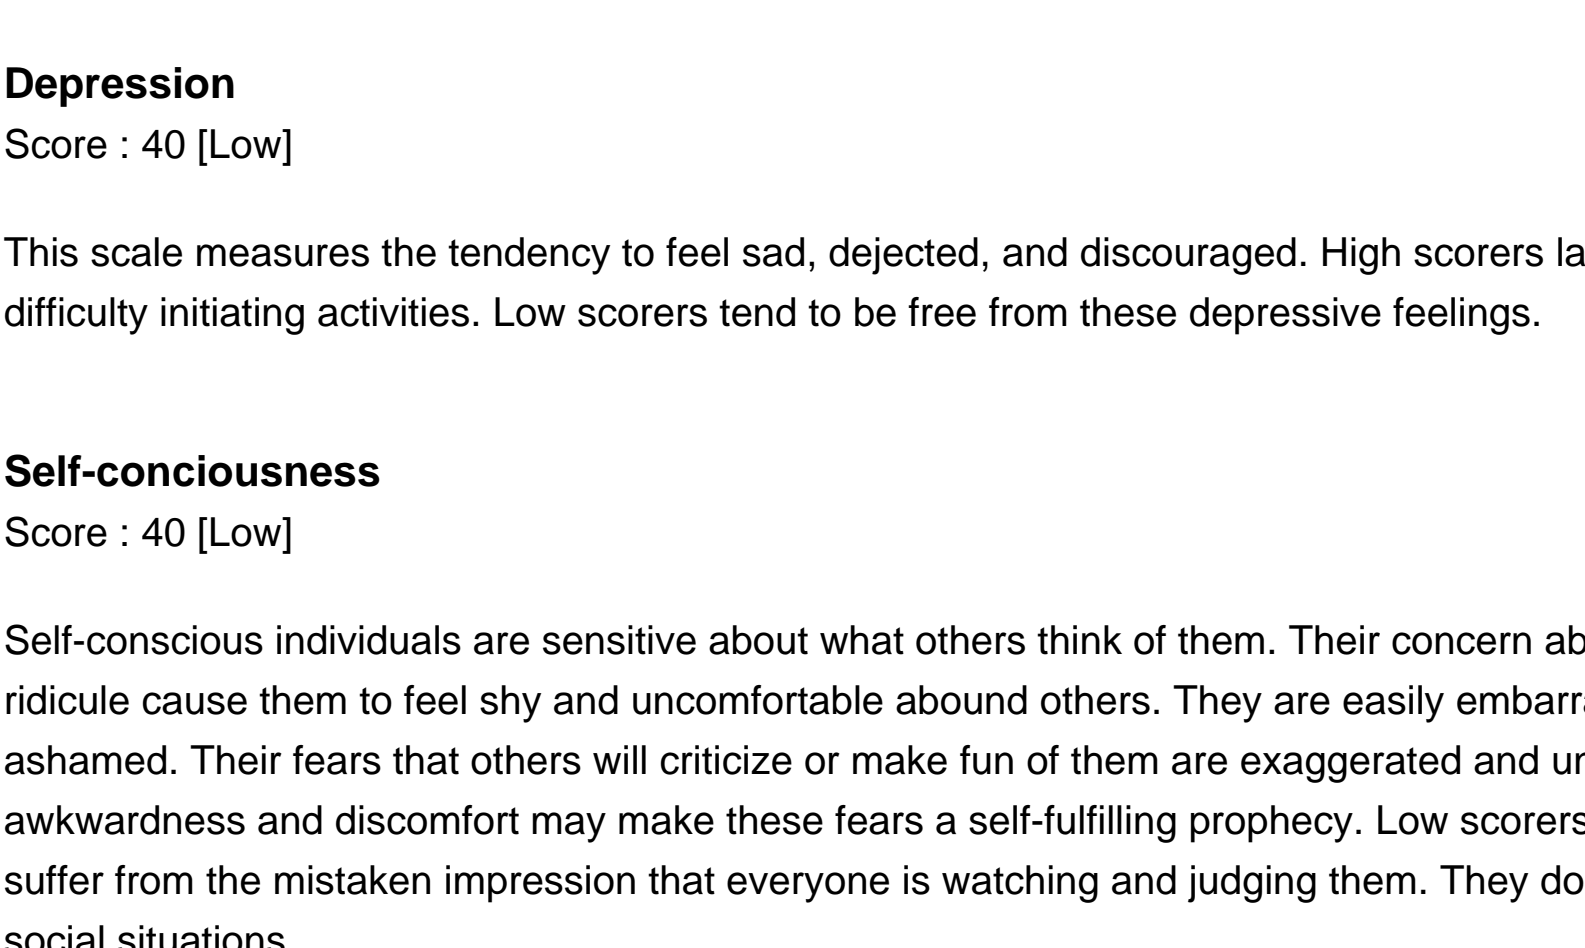 Depression
Score : 40 [Low]
This scale measures the tendency to feel sad, dejected, and discouraged. High scorers la
difficulty initiating activities. Low scorers tend to be free from these depressive feelings.
Self-conciousness
Score : 40 [Low]
Self-conscious individuals are sensitive about what others think of them. Their concern ab
ridicule cause them to feel shy and uncomfortable abound others. They are easily embarra
ashamed. Their fears that others will criticize or make fun of them are exaggerated and un
awkwardness and discomfort may make these fears a self-fulfilling prophecy. Low scorers
suffer from the mistaken impression that everyone is watching and judging them. They do
social situations